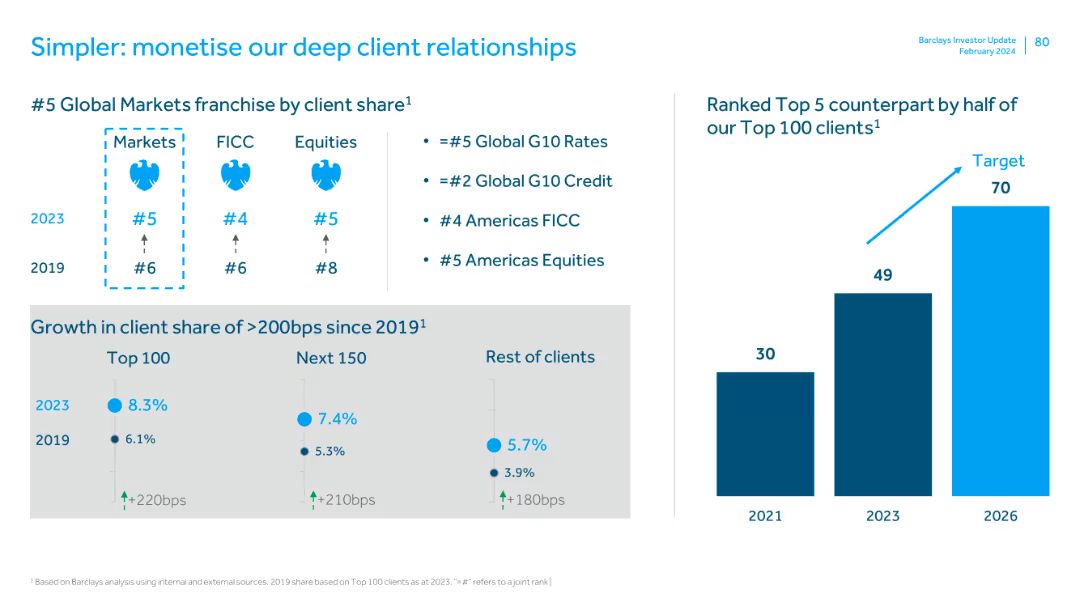 Simpler: monetise our deep client relationships
Barclays Investor Update
February 2024
80
#5 Global Markets franchise by client share¹
Markets FICC Equities
2023 #5 #4 #5
2019 #6 #6 #8
• =#5 Global G10 Rates
• =#2 Global G10 Credit
• #4 Americas FICC
• #5 Americas Equities
Growth in client share of >200bps since 2019¹
Top 100 Next 150 Rest of clients
2023 8.3% 7.4% 5.7%
2019 6.1% 5.3% 3.9%
+220bps +210bps +180bps
Ranked Top 5 counterpart by half of
our Top 100 clients¹
Target
70
49
30
2021 2023 2026
¹ Based on Barclays analysis using internal and external sources. 2019 share based on Top 100 clients as at 2023. "=#" refers to a joint rank |